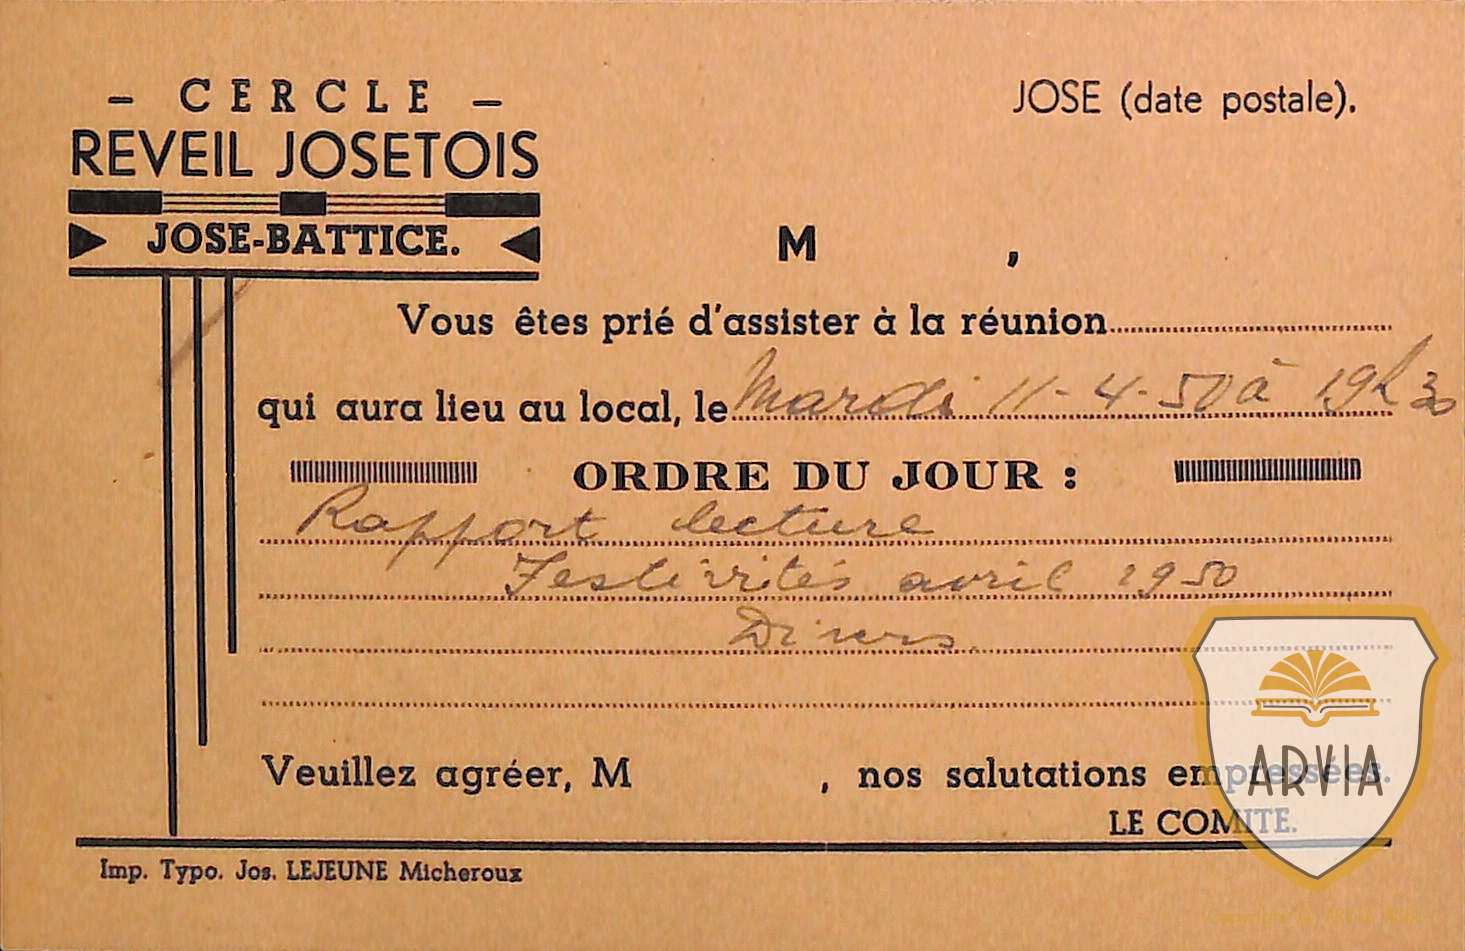 - CERCLE -
REVEIL JOSETOIS
JOSE-BATTICE.
JOSE (date postale).
M ,
Vous êtes prié d'assister à la réunion
qui aura lieu au local, le Mardi 11-4-50 à 19h30
ORDRE DU JOUR :
Rapport lecture
Festivités avril 1950
Divers
Veuillez agréer, M , nos salutations empressées.
LE COMITE.
Imp. Typo. Jos. LEJEUNE Micheroux
ARVIA